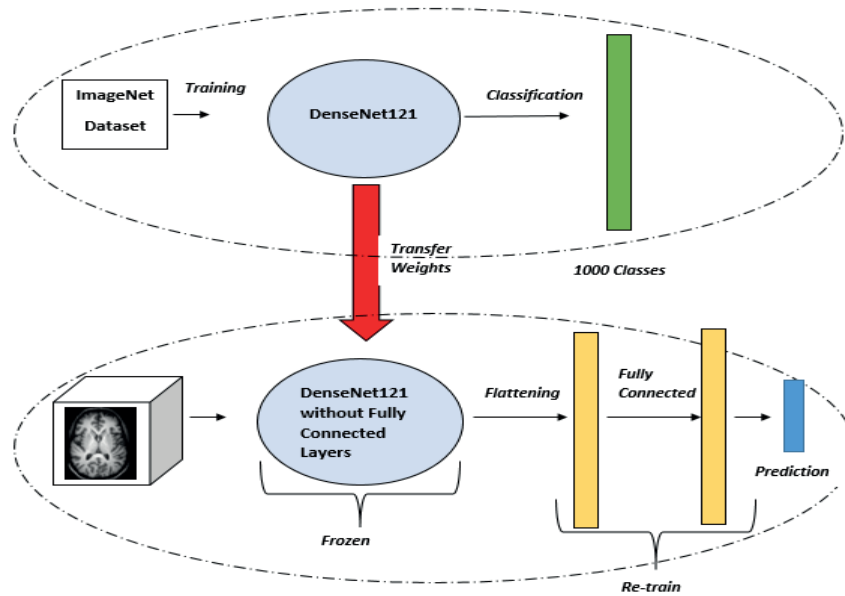 ImageNet
Dataset
Training
DenseNet121
Classification
1000 Classes
Transfer
Weights
DenseNet121
without Fully
Connected
Layers
Flattening
Fully
Connected
Prediction
Frozen
Re-train